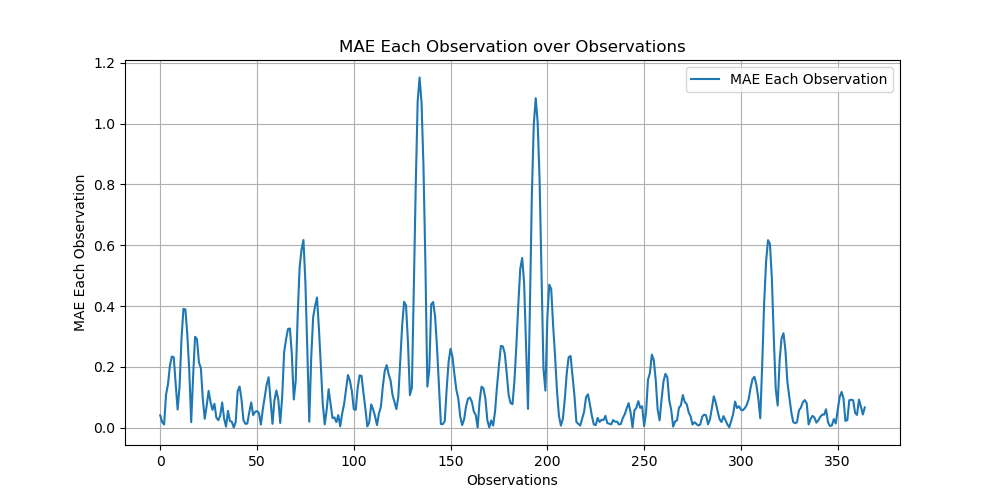 MAE Each Observation over Observations
MAE Each Observation
1.2
1.0
0.8
0.6
0.4
0.2
0.0
MAE Each Observation
0 50 100 150 200 250 300 350
Observations